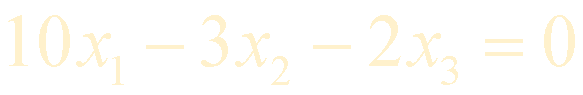 10x₁ − 3x₂ − 2x₃ = 0